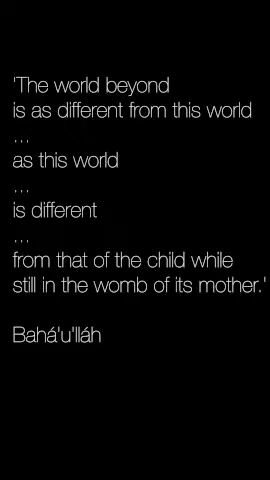 'The world beyond
is as different from this world
...
as this world
...
is different
...
from that of the child while
still in the womb of its mother.'
Bahá'u'lláh